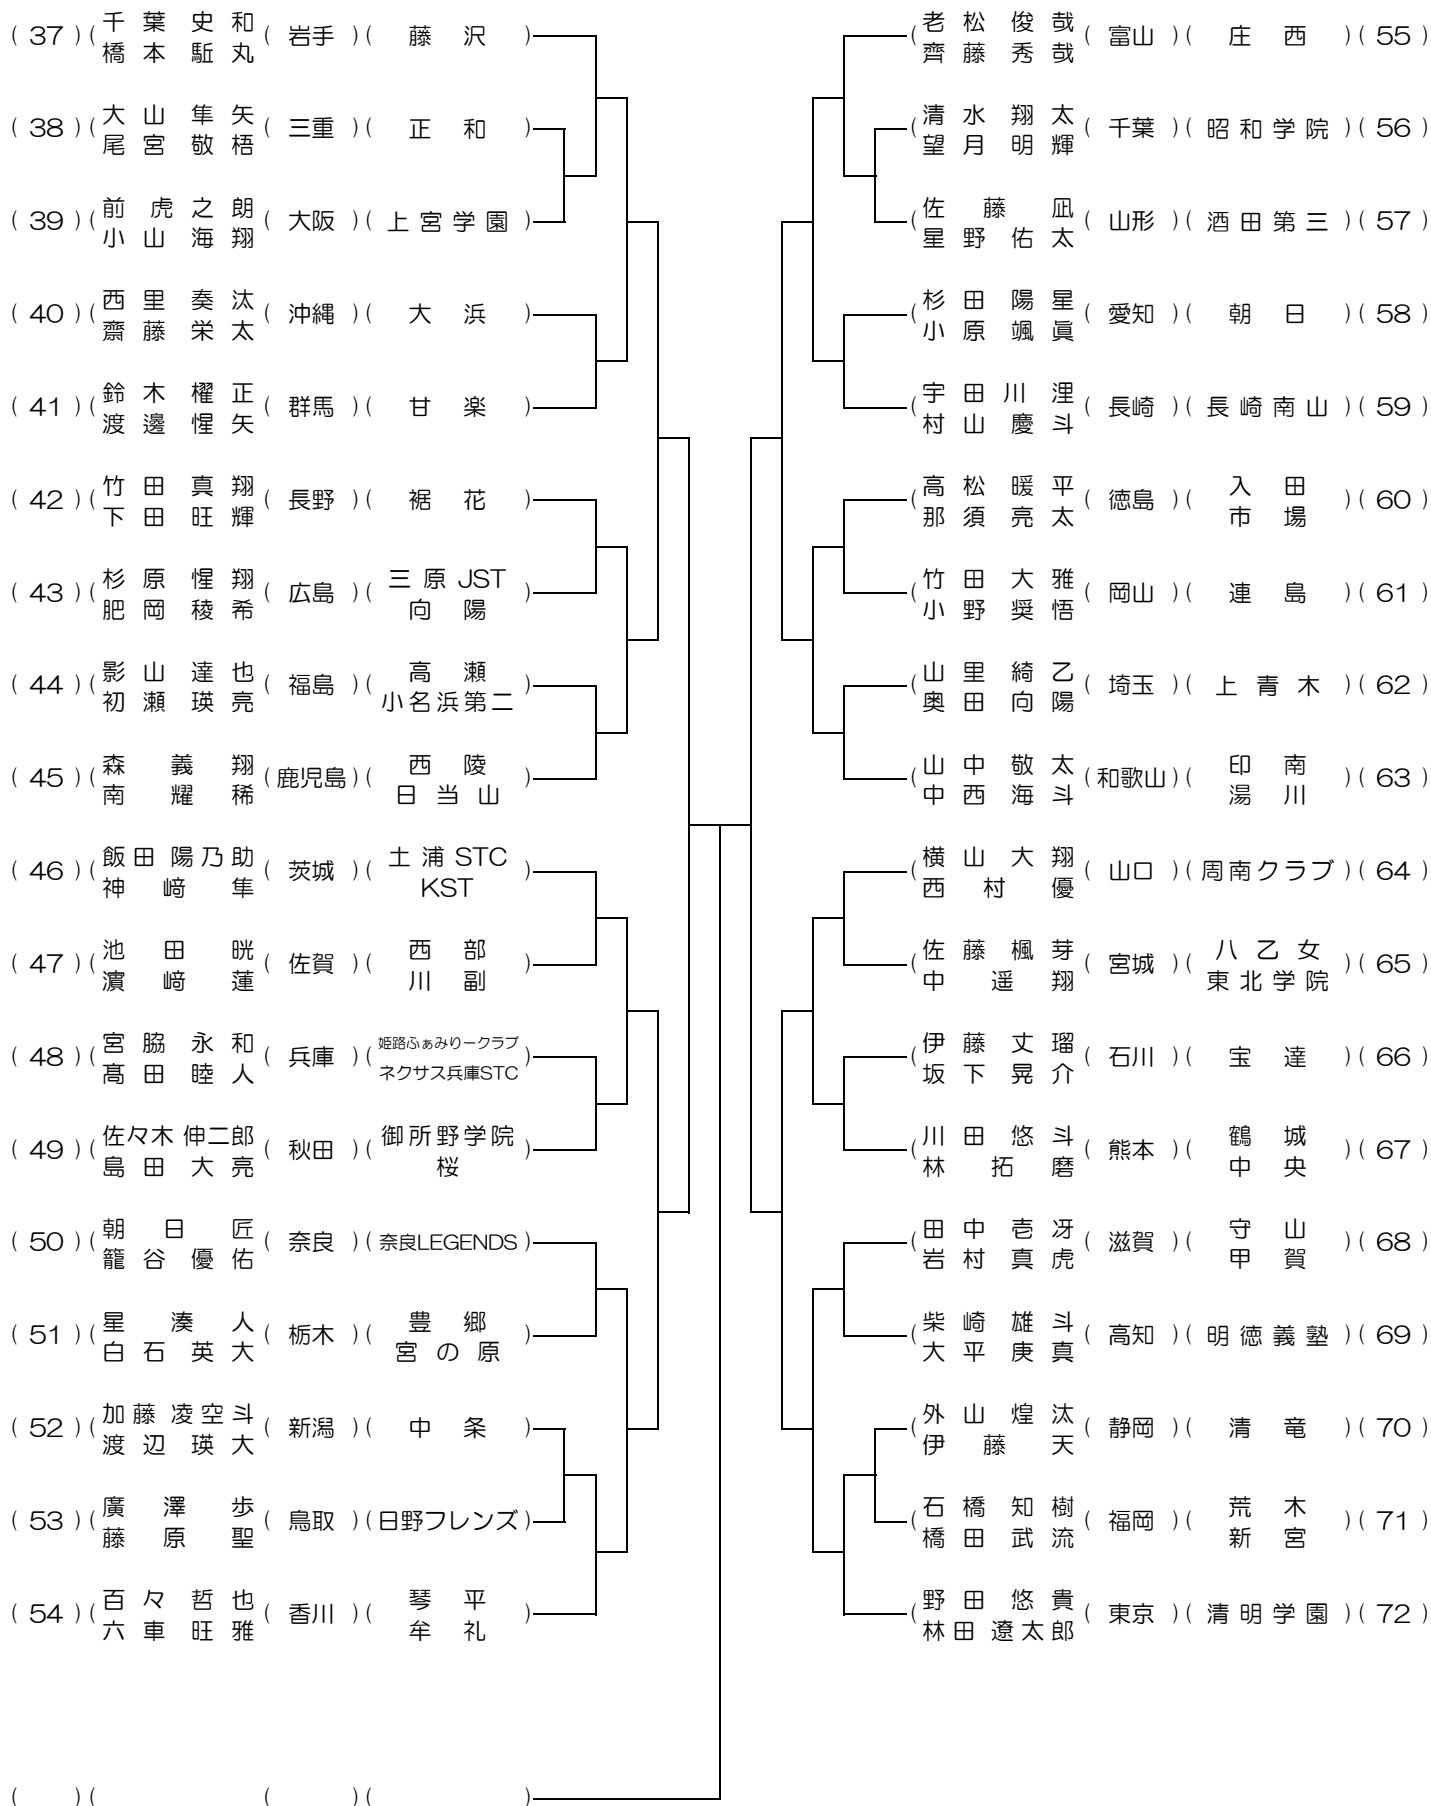 (37)(千葉史和 橋本駈丸(岩手)(藤沢)
(38)(大山隼矢 尾宮敬梧(三重)(正和)
(39)(前虎之朗 小山海翔(大阪)(上宮学園)
(40)(西里奏汰 齋藤栄太(沖縄)(大浜)
(41)(鈴木櫂正 渡邊惺矢(群馬)(甘楽)
(42)(竹田真翔 下田旺輝(長野)(裾花)
(43)(杉原惺翔 肥岡稜希(広島)(三原JST 向陽)
(44)(影山達也 初瀬瑛亮(福島)(高瀬 小名浜第二)
(45)(森義翔 南耀稀(鹿児島)(西陵 日当山)
(46)(飯田陽乃助 神﨑隼(茨城)(土浦STC KST)
(47)(池田晄 濵﨑蓮(佐賀)(西部 川副)
(48)(宮脇永和 髙田睦人(兵庫)(姫路ふぁみりークラブ ネクサス兵庫STC)
(49)(佐々木伸二郎 島田大亮(秋田)(御所野学院 桜)
(50)(朝日匠 籠谷優佑(奈良)(奈良LEGENDS)
(51)(星湊人 白石英大(栃木)(豊郷 宮の原)
(52)(加藤凌空斗 渡辺瑛大(新潟)(中条)
(53)(廣澤歩 藤原聖(鳥取)(日野フレンズ)
(54)(百々哲也 六車旺雅(香川)(琴平 牟礼)
( )( ( )( )
(老松俊哉 齊藤秀哉(富山)(庄西)(55)
(清水翔太 望月明輝(千葉)(昭和学院)(56)
(佐藤凪 星野佑太(山形)(酒田第三)(57)
(杉田陽星 小原颯眞(愛知)(朝日)(58)
(宇田川浬 村山慶斗(長崎)(長崎南山)(59)
(高松暖平 那須亮太(徳島)(入田 市場)(60)
(竹田大雅 小野奨悟(岡山)(連島)(61)
(山里綺乙 奥田向陽(埼玉)(上青木)(62)
(山中敬太 中西海斗(和歌山)(印南 湯川)(63)
(横山大翔 西村優(山口)(周南クラブ)(64)
(佐藤楓芽 中遥翔(宮城)(八乙女 東北学院)(65)
(伊藤丈瑠 坂下晃介(石川)(宝達)(66)
(川田悠斗 林拓磨(熊本)(鶴城 中央)(67)
(田中壱冴 岩村真虎(滋賀)(守山 甲賀)(68)
(柴崎雄斗 大平庚真(高知)(明徳義塾)(69)
(外山煌汰 伊藤天(静岡)(清竜)(70)
(石橋知樹 橋田武流(福岡)(荒木 新宮)(71)
(野田悠貴 林田遼太郎(東京)(清明学園)(72)